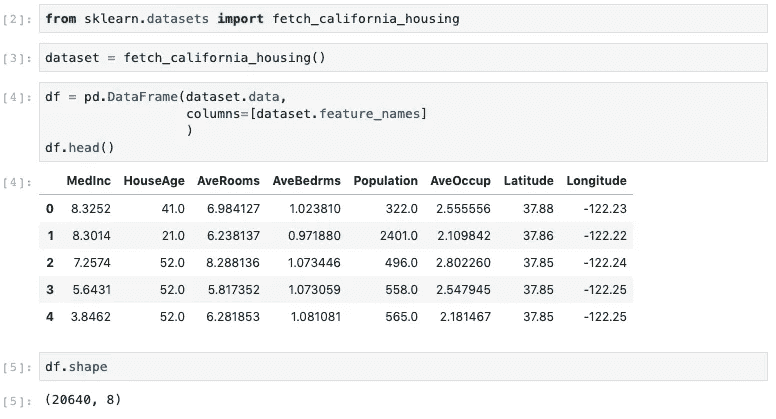 [2]: from sklearn.datasets import fetch_california_housing
[3]: dataset = fetch_california_housing()
[4]: df = pd.DataFrame(dataset.data,
columns=[dataset.feature_names]
)
df.head()
[4]: MedInc HouseAge AveRooms AveBedrms Population AveOccup Latitude Longitude
0 8.3252 41.0 6.984127 1.023810 322.0 2.555556 37.88 -122.23
1 8.3014 21.0 6.238137 0.971880 2401.0 2.109842 37.86 -122.22
2 7.2574 52.0 8.288136 1.073446 496.0 2.802260 37.85 -122.24
3 5.6431 52.0 5.817352 1.073059 558.0 2.547945 37.85 -122.25
4 3.8462 52.0 6.281853 1.081081 565.0 2.181467 37.85 -122.25
[5]: df.shape
[5]: (20640, 8)